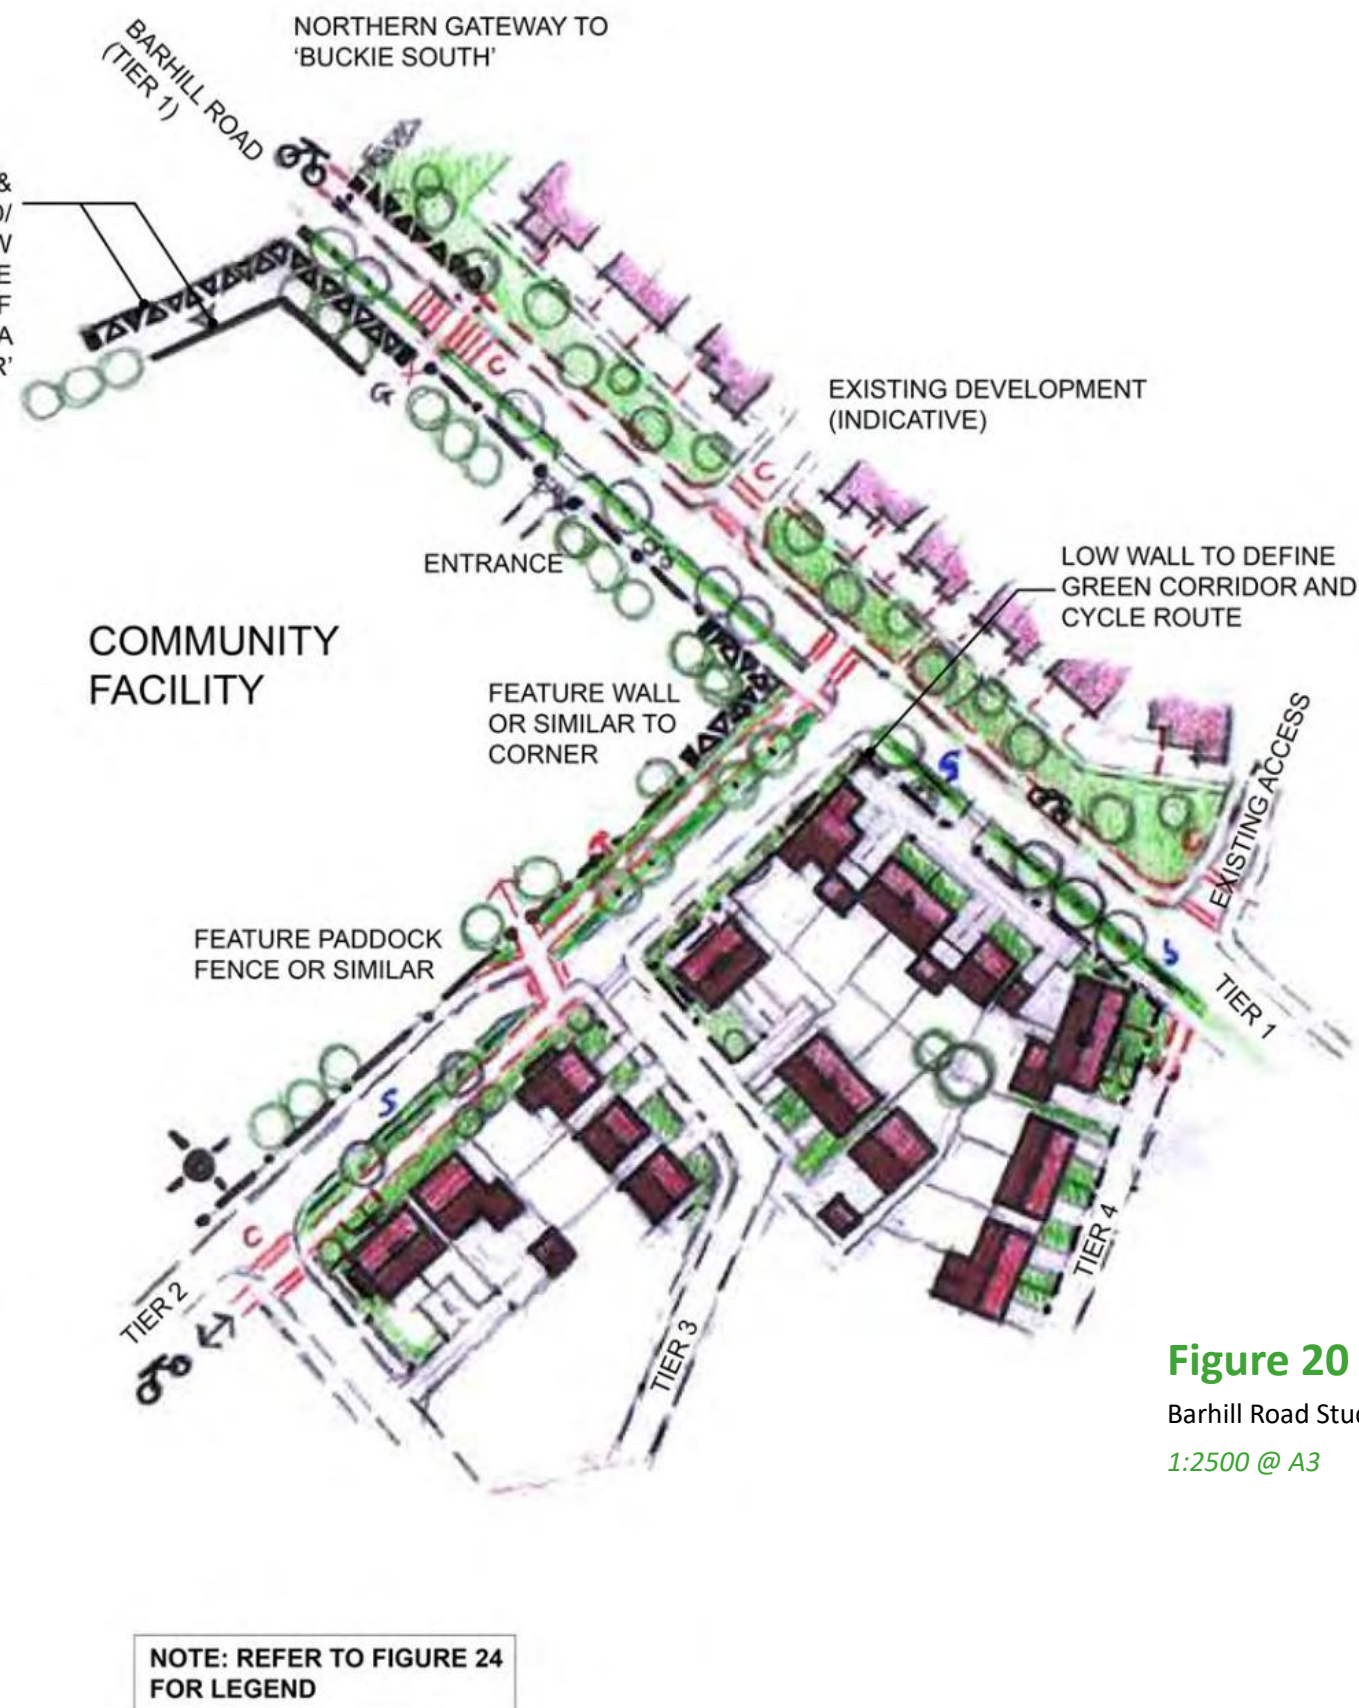 NORTHERN GATEWAY TO
'BUCKIE SOUTH'
BARHILL ROAD
(TIER 1)
&
D/
W
E
F
A
R'
C
G
EXISTING DEVELOPMENT
(INDICATIVE)
C
ENTRANCE
LOW WALL TO DEFINE
GREEN CORRIDOR AND
CYCLE ROUTE
COMMUNITY
FACILITY
FEATURE WALL
OR SIMILAR TO
CORNER
S
EXISTING ACCESS
FEATURE PADDOCK
FENCE OR SIMILAR
S
TIER 1
S
C
TIER 2
TIER 3
TIER 4
Figure 20
Barhill Road Stu
1:2500 @ A3
NOTE: REFER TO FIGURE 24
FOR LEGEND